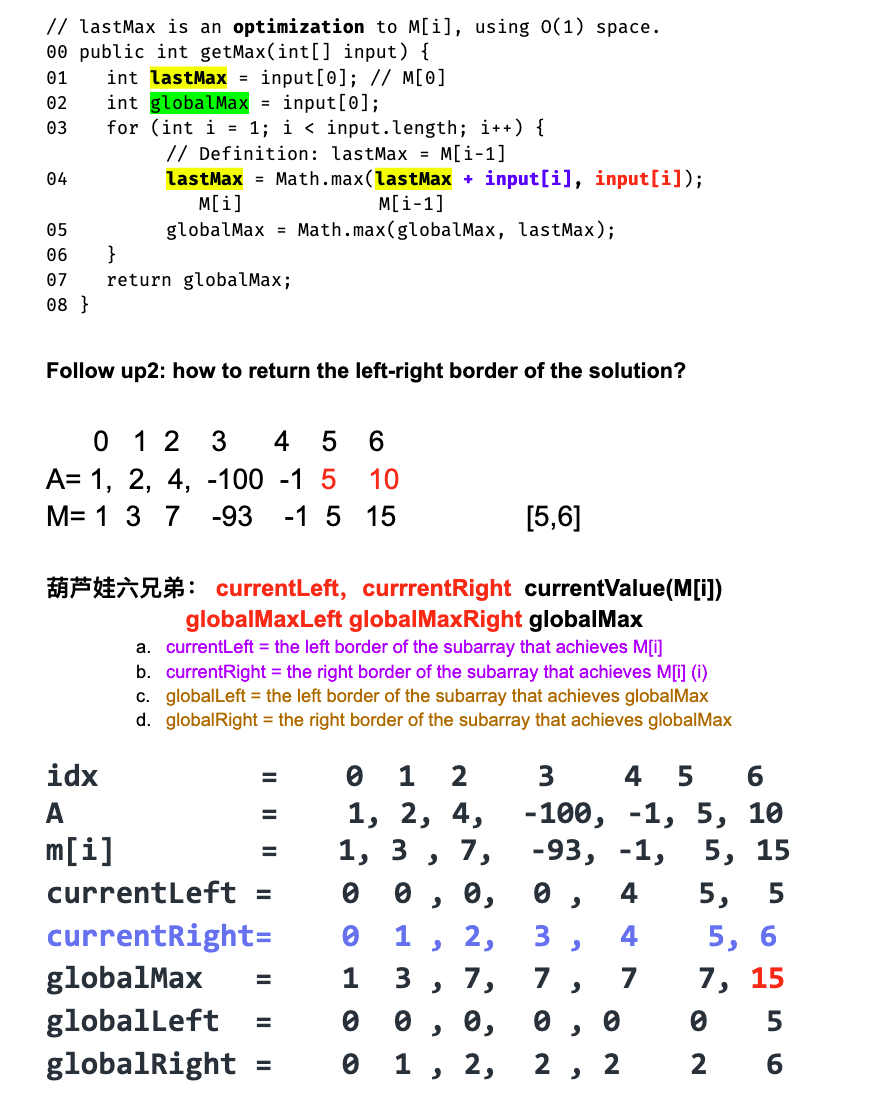 // lastMax is an optimization to M[i], using O(1) space.
00 public int getMax(int[] input) {
01 int lastMax = input[0]; // M[0]
02 int globalMax = input[0];
03 for (int i = 1; i < input.length; i++) {
// Definition: lastMax = M[i-1]
04 lastMax = Math.max(lastMax + input[i], input[i]);
M[i] M[i-1]
05 globalMax = Math.max(globalMax, lastMax);
06 }
07 return globalMax;
08 }
Follow up2: how to return the left-right border of the solution?
0 1 2 3 4 5 6
A= 1, 2, 4, -100 -1 5 10
M= 1 3 7 -93 -1 5 15 [5,6]
葫芦娃六兄弟： currentLeft, currrentRight currentValue(M[i])
globalMaxLeft globalMaxRight globalMax
a. currentLeft = the left border of the subarray that achieves M[i]
b. currentRight = the right border of the subarray that achieves M[i] (i)
c. globalLeft = the left border of the subarray that achieves globalMax
d. globalRight = the right border of the subarray that achieves globalMax
idx = 0 1 2 3 4 5 6
A = 1, 2, 4, -100, -1, 5, 10
m[i] = 1, 3 , 7, -93, -1, 5, 15
currentLeft = 0 0 , 0, 0 , 4 5, 5
currentRight= 0 1 , 2, 3 , 4 5, 6
globalMax = 1 3 , 7, 7 , 7 7, 15
globalLeft = 0 0 , 0, 0 , 0 0 5
globalRight = 0 1 , 2, 2 , 2 2 6